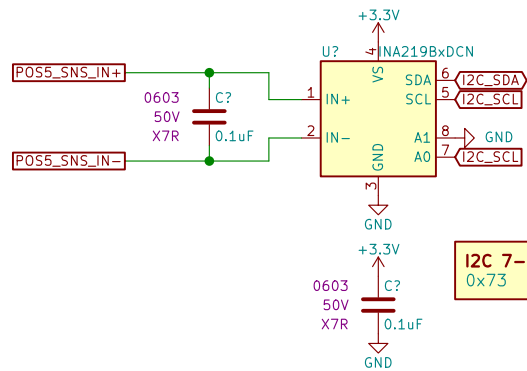 +3.3V
U? INA219BxDCN
4
VS
POS5_SNS_IN+
SDA 6 I2C_SDA
0603 C?
1 IN+
SCL 5 I2C_SCL
50V
X7R 0.1uF
2 IN-
A1 8 GND
POS5_SNS_IN-
GND
A0 7 I2C_SCL
3
GND
+3.3V
I2C 7-
0x73
0603 C?
50V
X7R 0.1uF
GND